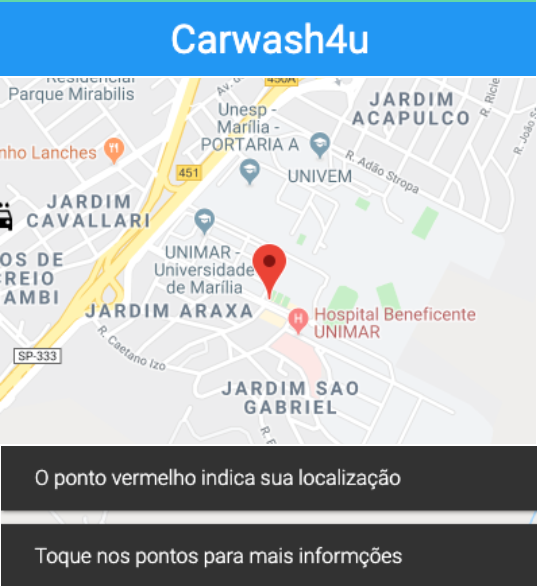 Carwash4u
Residencial
Parque Mirabilis
Av. d
450A
JARDIM
ACAPULCO
R. Ricie
R. João S
Unesp -
Marília -
PORTARIA A
nho Lanches
R. Adão Stropa
451
UNIVEM
JARDIM
CAVALLARI
OS DE
REIO
AMBI
UNIMAR -
Universidade
de Marília
JARDIM ARAXA
Hospital Beneficente
UNIMAR
SP-333
R. Caetano Izo
JARDIM SAO
GABRIEL
O ponto vermelho indica sua localização
Toque nos pontos para mais informções